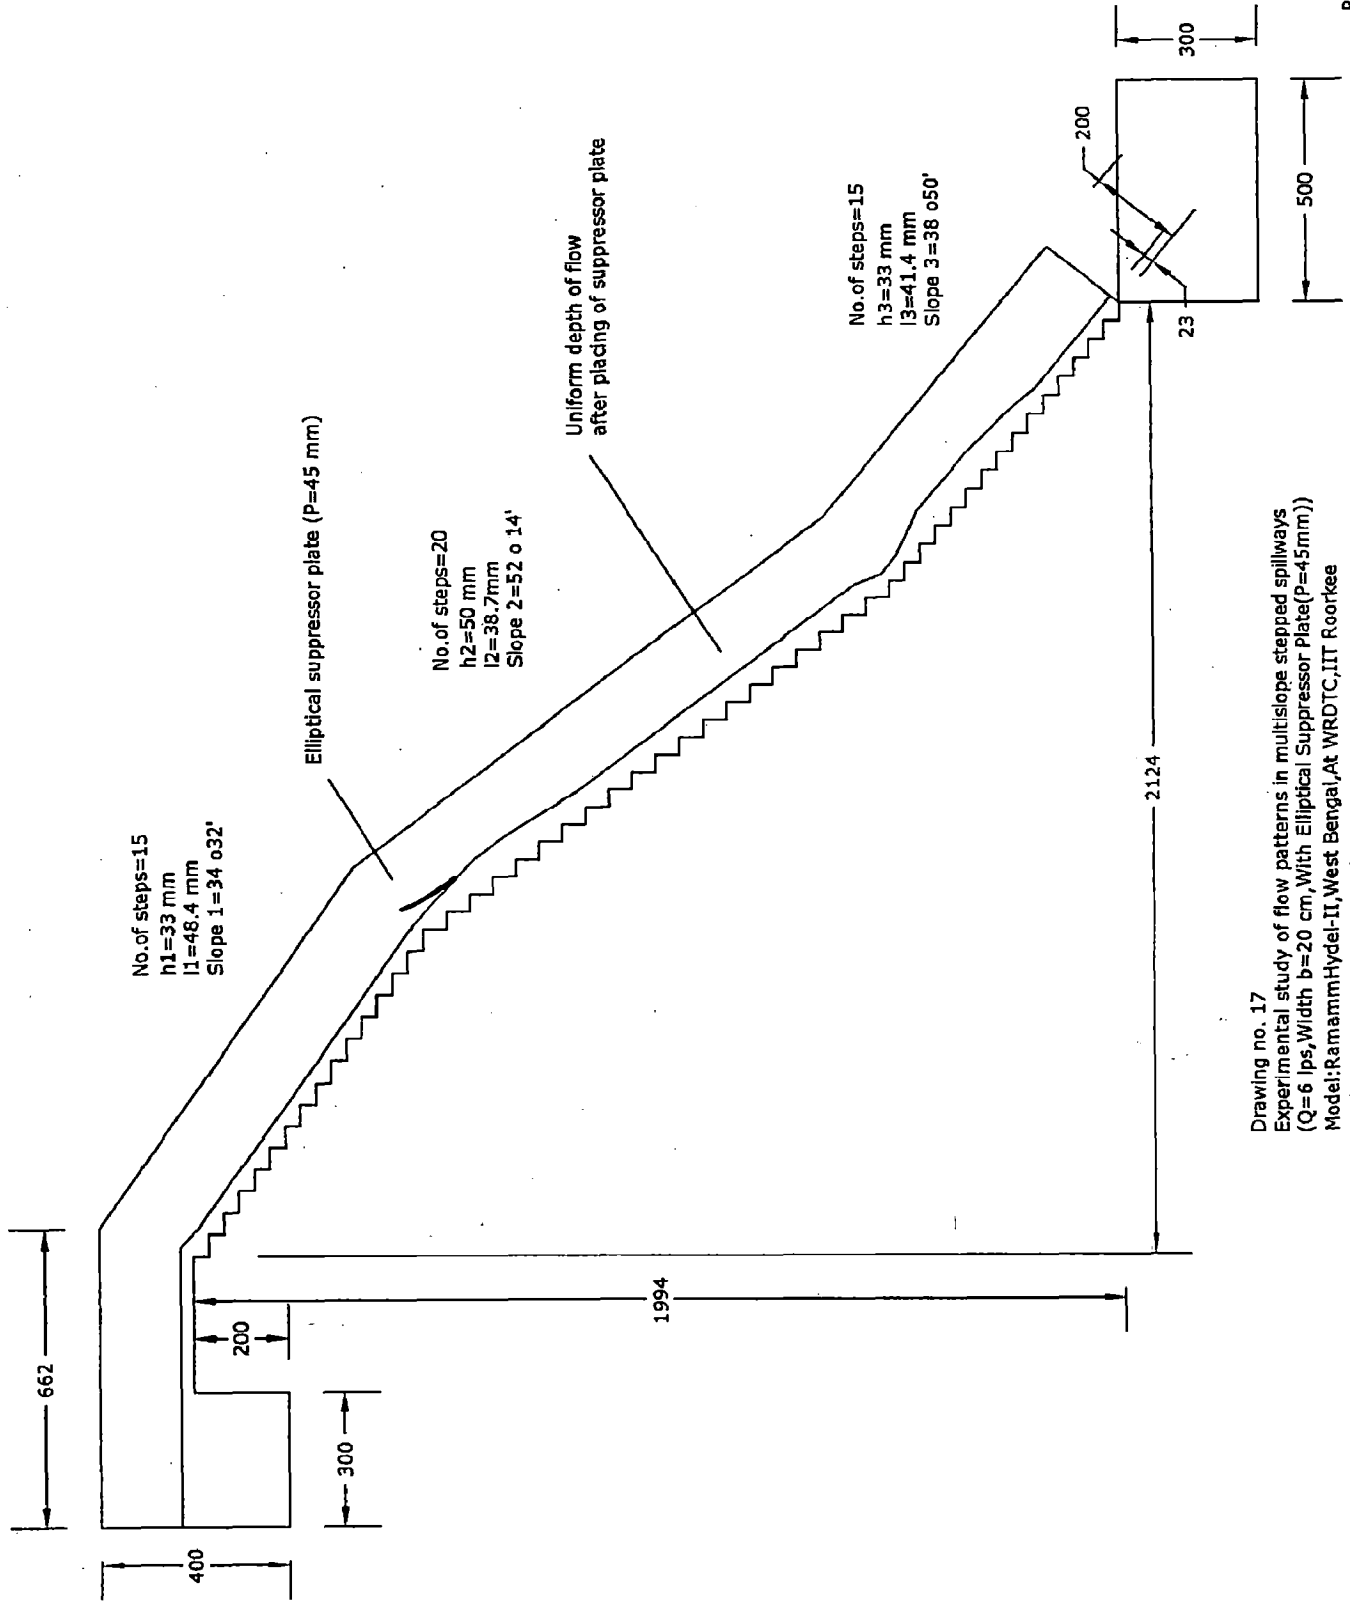 662
400
300
200
1994
2124
No.of steps=15
h1=33 mm
l1=48.4 mm
Slope 1=34 o32'
Elliptical suppressor plate (P=45 mm)
No.of steps=20
h2=50 mm
l2=38.7mm
Slope 2=52 o 14'
Uniform depth of flow
after placing of suppressor plate
No.of steps=15
h3=33 mm
l3=41.4 mm
Slope 3=38 o50'
200
23
300
500
Drawing no. 17
Experimental study of flow patterns in multislope stepped spillways
(Q=6 lps,Width b=20 cm,With Elliptical Suppressor Plate(P=45mm))
Model:RamammHydel-II,West Bengal,At WRDTC,IIT Roorkee